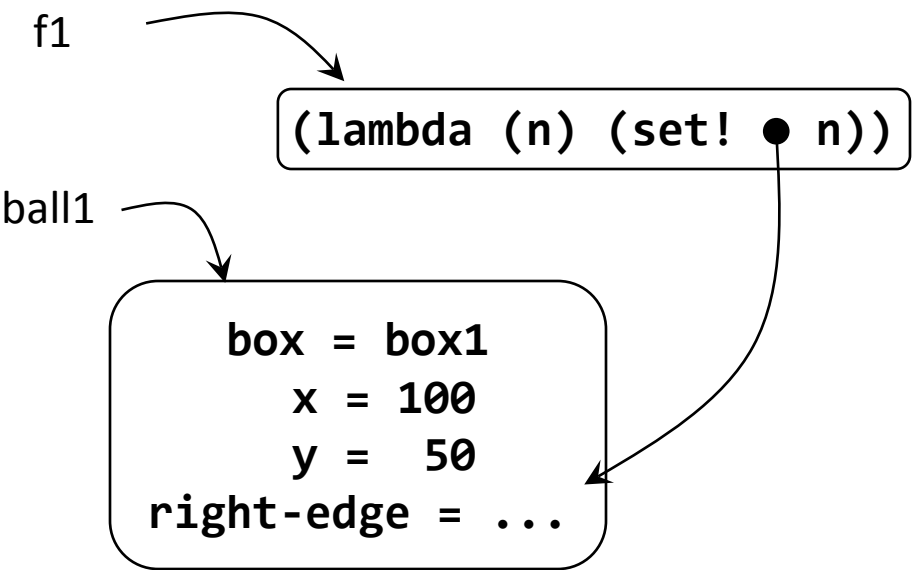 f1
(lambda (n) (set! ● n))
ball1
box = box1
x = 100
y = 50
right-edge = ...